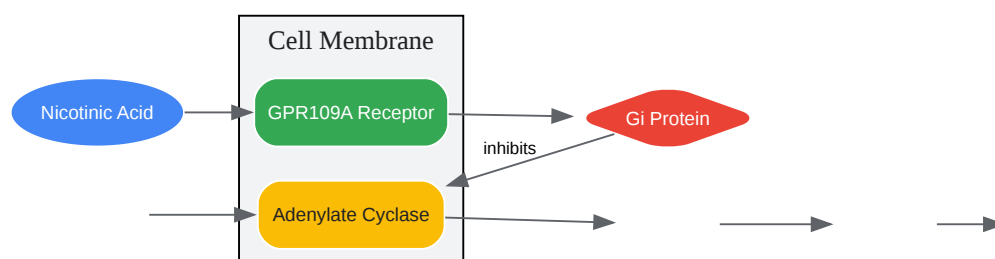 Cell Membrane
Nicotinic Acid
GPR109A Receptor
Gi Protein
inhibits
Adenylate Cyclase